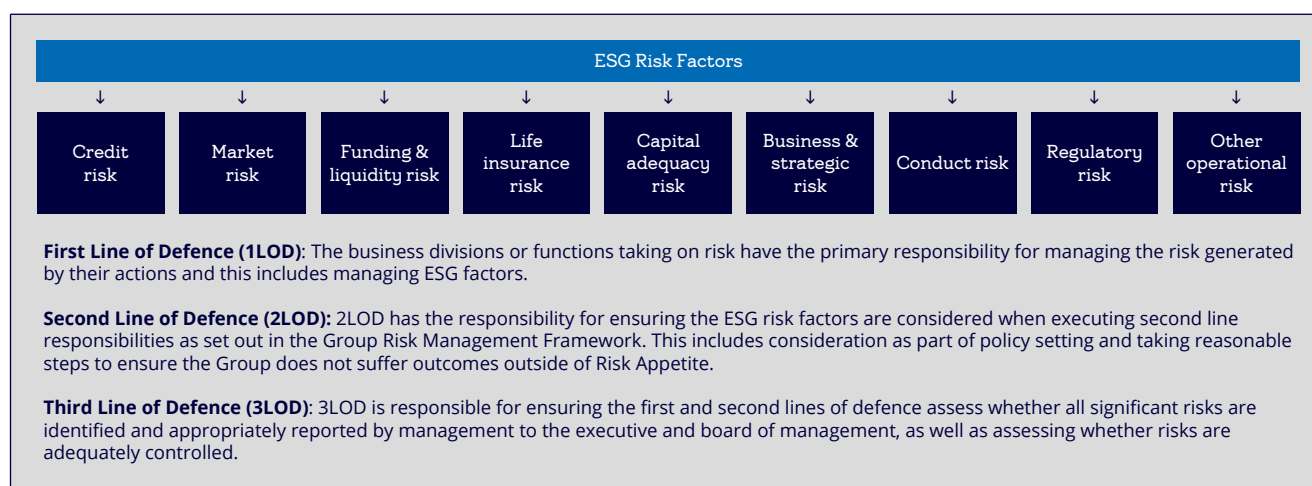 ESG Risk Factors
↓ ↓ ↓ ↓ ↓ ↓ ↓ ↓ ↓
Credit
risk
Market
risk
Funding &
liquidity risk
Life
insurance
risk
Capital
adequacy
risk
Business &
strategic
risk
Conduct risk
Regulatory
risk
Other
operational
risk
First Line of Defence (1LOD): The business divisions or functions taking on risk have the primary responsibility for managing the risk generated
by their actions and this includes managing ESG factors.
Second Line of Defence (2LOD): 2LOD has the responsibility for ensuring the ESG risk factors are considered when executing second line
responsibilities as set out in the Group Risk Management Framework. This includes consideration as part of policy setting and taking reasonable
steps to ensure the Group does not suffer outcomes outside of Risk Appetite.
Third Line of Defence (3LOD): 3LOD is responsible for ensuring the first and second lines of defence assess whether all significant risks are
identified and appropriately reported by management to the executive and board of management, as well as assessing whether risks are
adequately controlled.